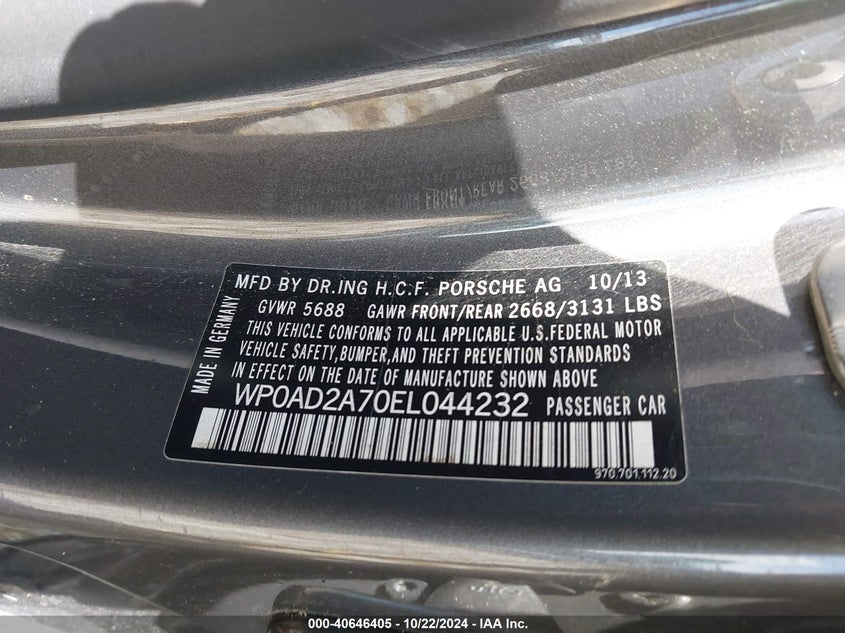 MFD BY DR.ING H.C.F. PORSCHE AG 10/13
GVWR 5688 GAWR FRONT/REAR 2668/3131 LBS
THIS VEHICLE CONFORMS TO ALL APPLICABLE U.S.FEDERAL MOTOR
VEHICLE SAFETY,BUMPER,AND THEFT PREVENTION STANDARDS
IN EFFECT ON THE DATE OF MANUFACTURE SHOWN ABOVE
WP0AD2A70EL044232 PASSENGER CAR
MADE IN GERMANY
970.701.112.20
000-40646405 - 10/22/2024 - IAA Inc.